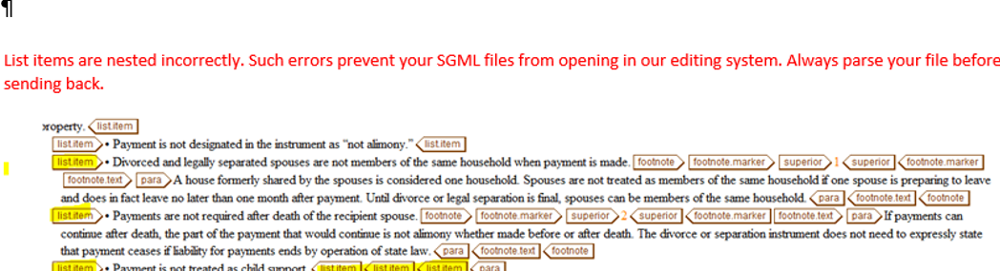 ¶
List items are nested incorrectly. Such errors prevent your SGML files from opening in our editing system. Always parse your file before
sending back.
roperty. list.item
list.item • Payment is not designated in the instrument as “not alimony.” list.item
list.item • Divorced and legally separated spouses are not members of the same household when payment is made. footnote footnote.marker superior 1 superior footnote.marker
footnote.text para A house formerly shared by the spouses is considered one household. Spouses are not treated as members of the same household if one spouse is preparing to leave
and does in fact leave no later than one month after payment. Until divorce or legal separation is final, spouses can be members of the same household. para footnote.text footnote
list.item • Payments are not required after death of the recipient spouse. footnote footnote.marker superior 2 superior footnote.marker footnote.text para If payments can
continue after death, the part of the payment that would continue is not alimony whether made before or after death. The divorce or separation instrument does not need to expressly state
that payment ceases if liability for payments ends by operation of state law. para footnote.text footnote
list.item • Payment is not treated as child support. list.item list.item list.item para